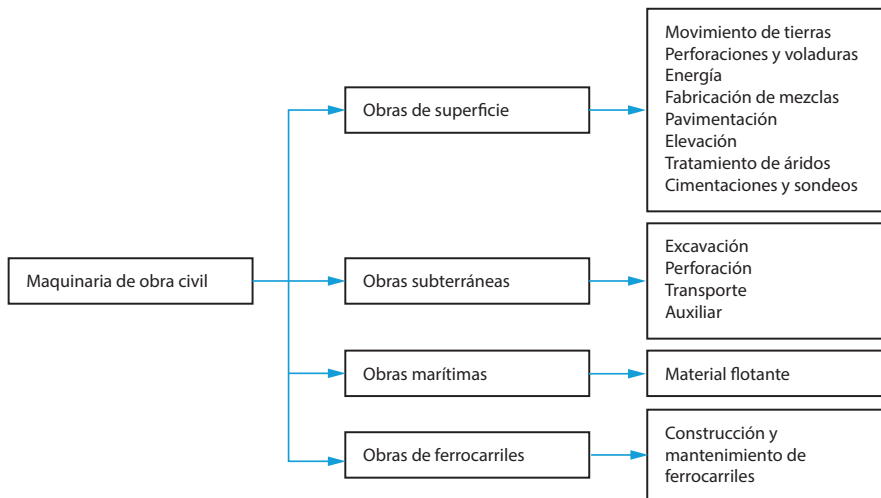 Maquinaria de obra civil
Obras de superficie
Movimiento de tierras
Perforaciones y voladuras
Energía
Fabricación de mezclas
Pavimentación
Elevación
Tratamiento de áridos
Cimentaciones y sondeos
Obras subterráneas
Excavación
Perforación
Transporte
Auxiliar
Obras marítimas
Material flotante
Obras de ferrocarriles
Construcción y
mantenimiento de
ferrocarriles